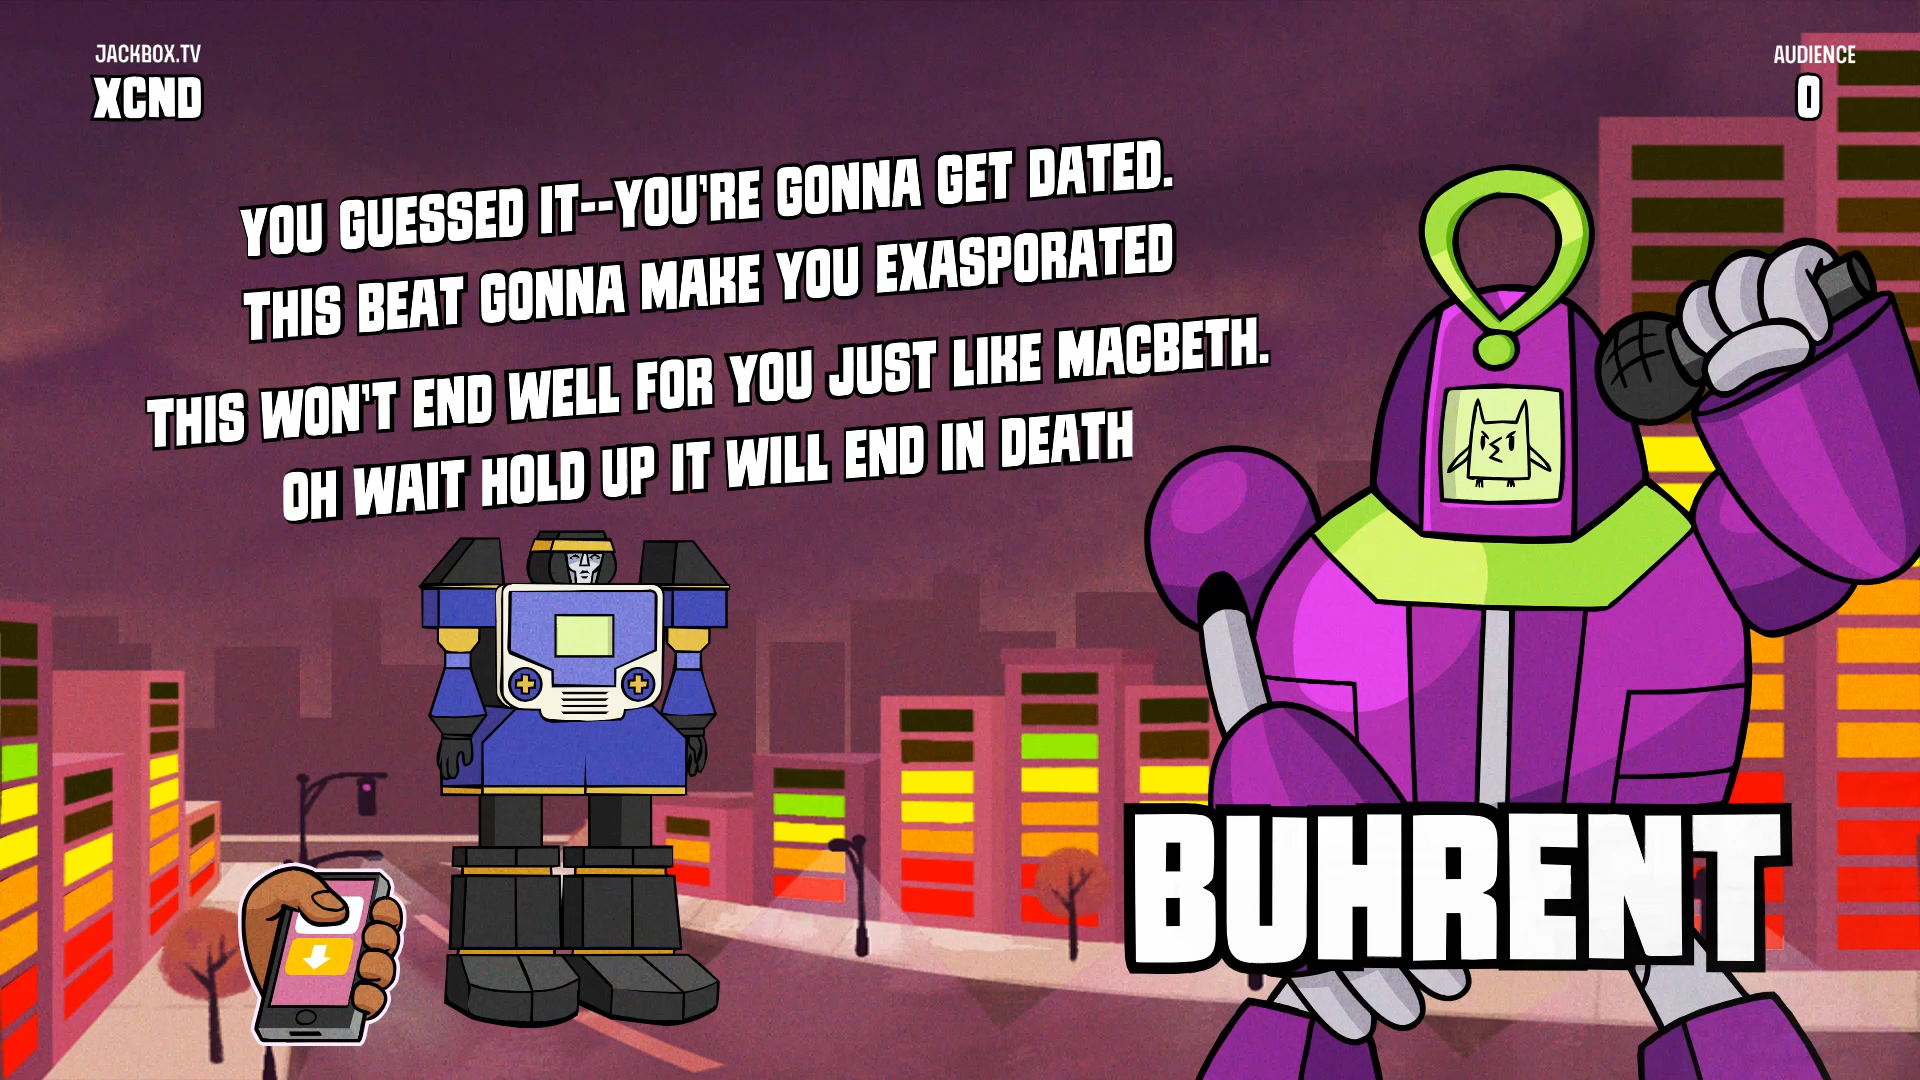 JACKBOX.TV
XCND
AUDIENCE
0
YOU GUESSED IT--YOU'RE GONNA GET DATED.
THIS BEAT GONNA MAKE YOU EXASPORATED
THIS WON'T END WELL FOR YOU JUST LIKE MACBETH.
OH WAIT HOLD UP IT WILL END IN DEATH
BUHRENT